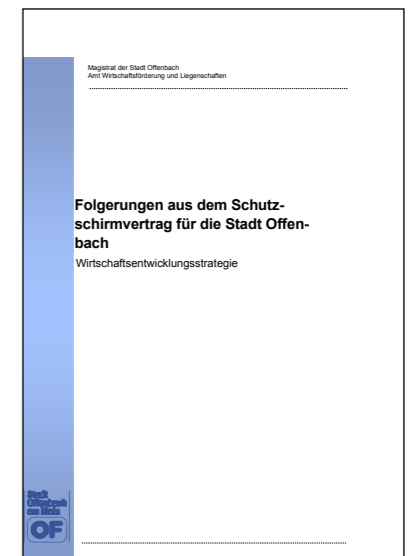 Magistrat der Stadt Offenbach
Amt Wirtschaftsförderung und Liegenschaften
Folgerungen aus dem Schutz-
schirmvertrag für die Stadt Offen-
bach
Wirtschaftsentwicklungsstrategie
Stadt
Offenbach
am Main
OF